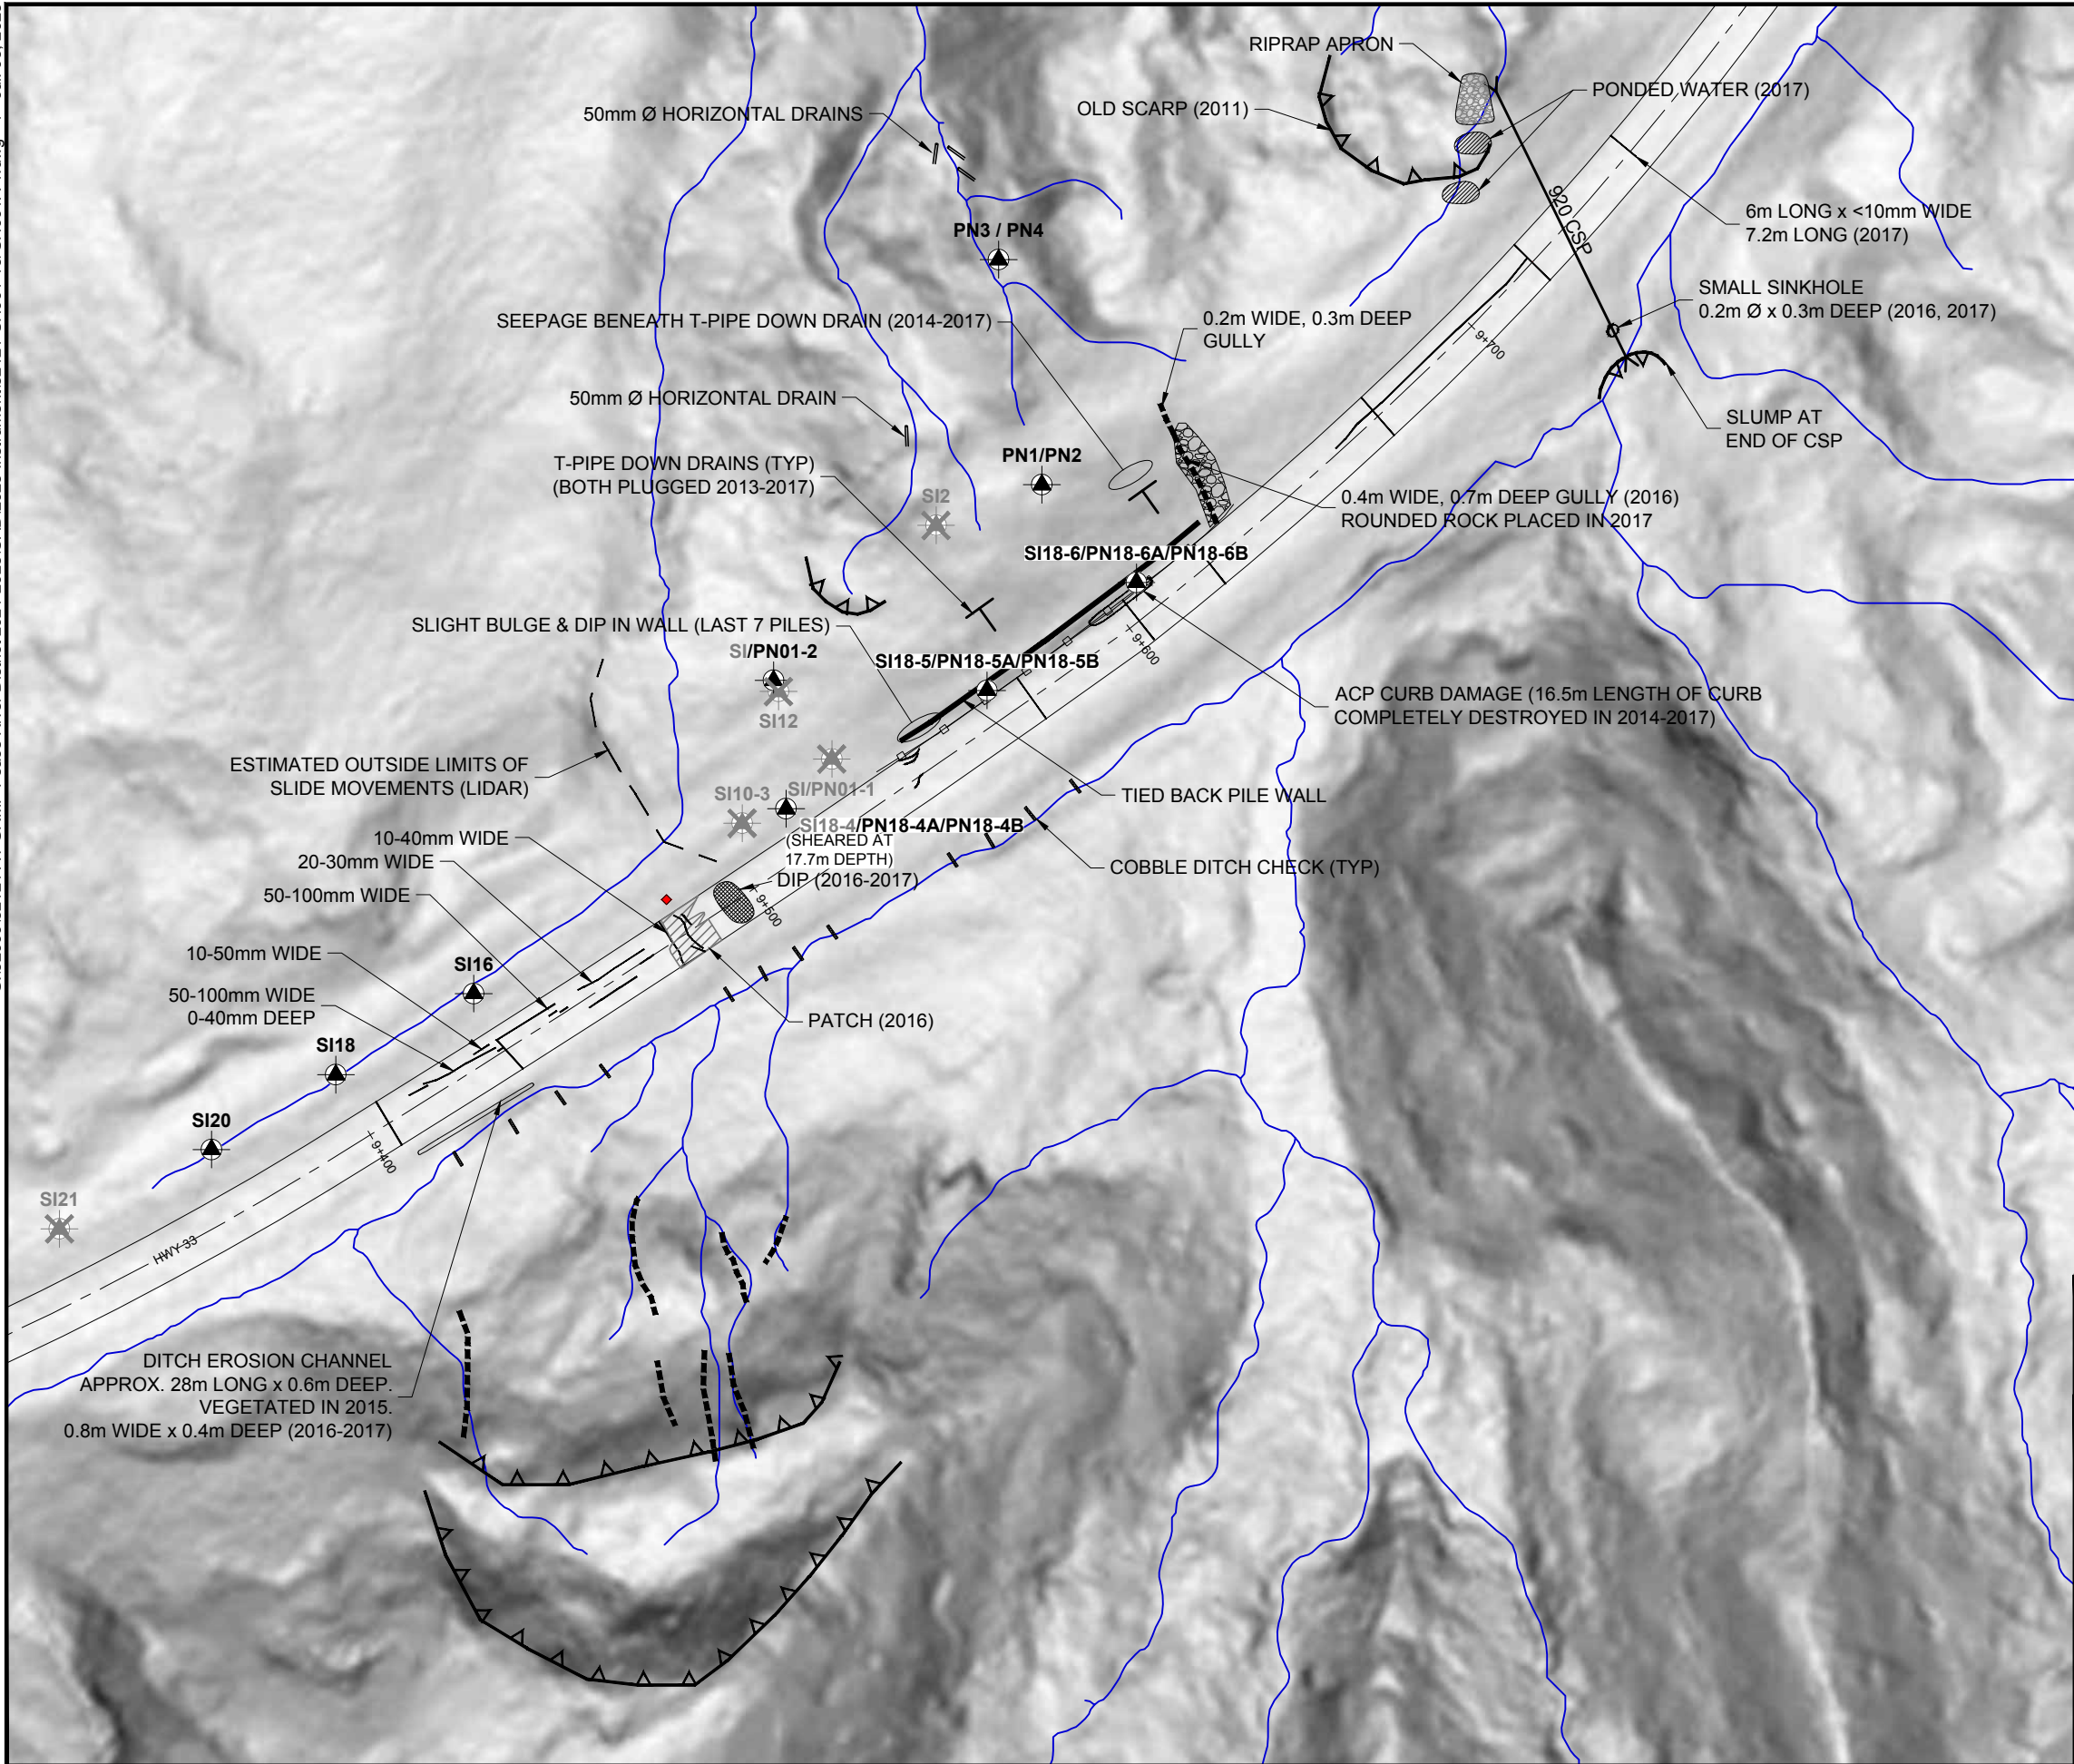 RIPRAP APRON
50mm Ø HORIZONTAL DRAINS
OLD SCARP (2011)
PONDED WATER (2017)
920 CSP
6m LONG x <10mm WIDE
7.2m LONG (2017)
PN3 / PN4
SMALL SINKHOLE
0.2m Ø x 0.3m DEEP (2016, 2017)
SEEPAGE BENEATH T-PIPE DOWN DRAIN (2014-2017)
0.2m WIDE, 0.3m DEEP
GULLY
9+700
50mm Ø HORIZONTAL DRAIN
SLUMP AT
END OF CSP
T-PIPE DOWN DRAINS (TYP)
(BOTH PLUGGED 2013-2017)
PN1/PN2
SI2
0.4m WIDE, 0.7m DEEP GULLY (2016)
ROUNDED ROCK PLACED IN 2017
SI18-6/PN18-6A/PN18-6B
SLIGHT BULGE & DIP IN WALL (LAST 7 PILES)
9+600
SI/PN01-2
SI18-5/PN18-5A/PN18-5B
SI12
ACP CURB DAMAGE (16.5m LENGTH OF CURB
COMPLETELY DESTROYED IN 2014-2017)
ESTIMATED OUTSIDE LIMITS OF
SLIDE MOVEMENTS (LIDAR)
SI10-3
SI/PN01-1
TIED BACK PILE WALL
SI18-4/PN18-4A/PN18-4B
(SHEARED AT
17.7m DEPTH)
10-40mm WIDE
20-30mm WIDE
DIP (2016-2017)
COBBLE DITCH CHECK (TYP)
50-100mm WIDE
9+500
10-50mm WIDE
SI16
50-100mm WIDE
0-40mm DEEP
PATCH (2016)
SI18
SI20
9+400
SI21
HWY 33
DITCH EROSION CHANNEL
APPROX. 28m LONG x 0.6m DEEP.
VEGETATED IN 2015.
0.8m WIDE x 0.4m DEEP (2016-2017)